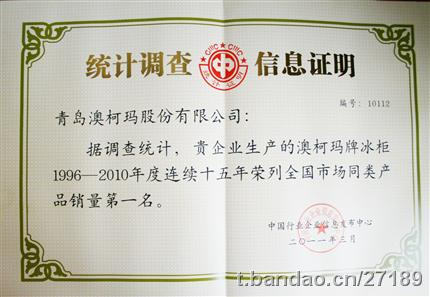 统计调查 信息证明
CIIC CIIC
编号: 10112
青岛澳柯玛股份有限公司:
据调查统计, 贵企业生产的澳柯玛牌冰柜
1996—2010年度连续十五年荣列全国市场同类产
品销量第一名。
中国行业企业信息发布中心
二〇一一年三月
t.bandao.cn/27189